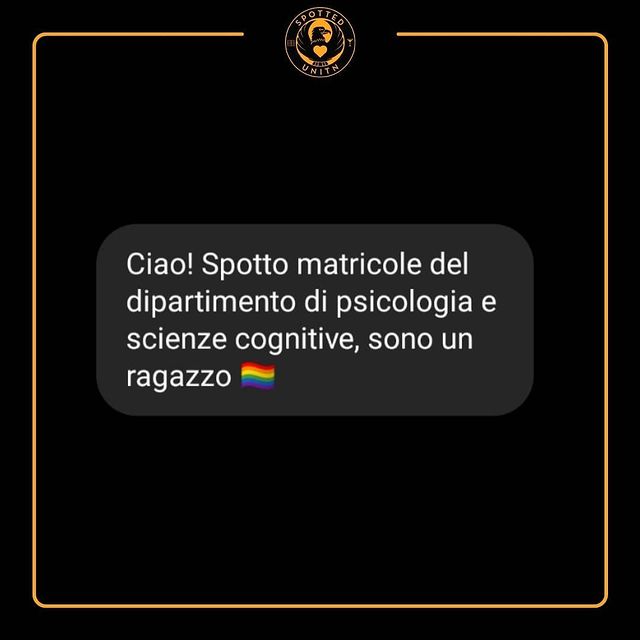 SPOTTED
UNITN
Ciao! Spotto matricole del
dipartimento di psicologia e
scienze cognitive, sono un
ragazzo 🏳️‍🌈